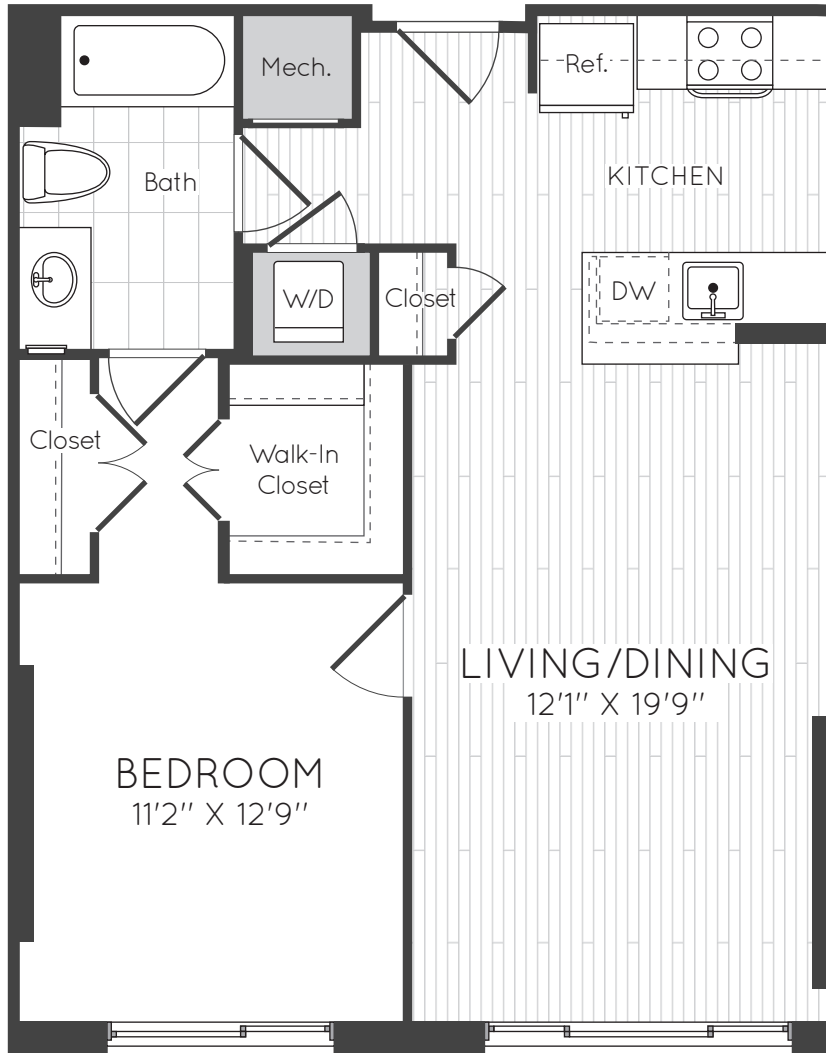 Mech.
Ref.
Bath
KITCHEN
W/D
Closet
DW
Closet
Walk-In
Closet
LIVING/DINING
12'1" X 19'9"
BEDROOM
11'2" X 12'9"